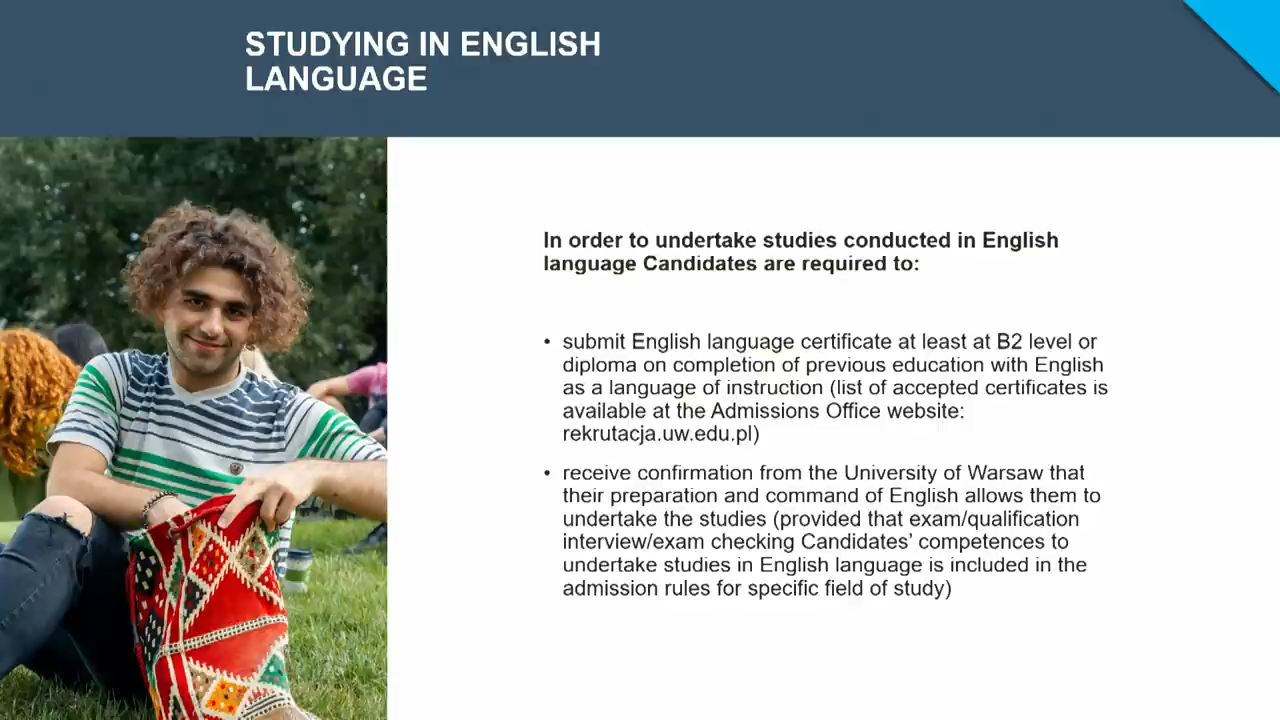 STUDYING IN ENGLISH
LANGUAGE
In order to undertake studies conducted in English
language Candidates are required to:
• submit English language certificate at least at B2 level or
diploma on completion of previous education with English
as a language of instruction (list of accepted certificates is
available at the Admissions Office website:
rekrutacja.uw.edu.pl)
• receive confirmation from the University of Warsaw that
their preparation and command of English allows them to
undertake the studies (provided that exam/qualification
interview/exam checking Candidates’ competences to
undertake studies in English language is included in the
admission rules for specific field of study)